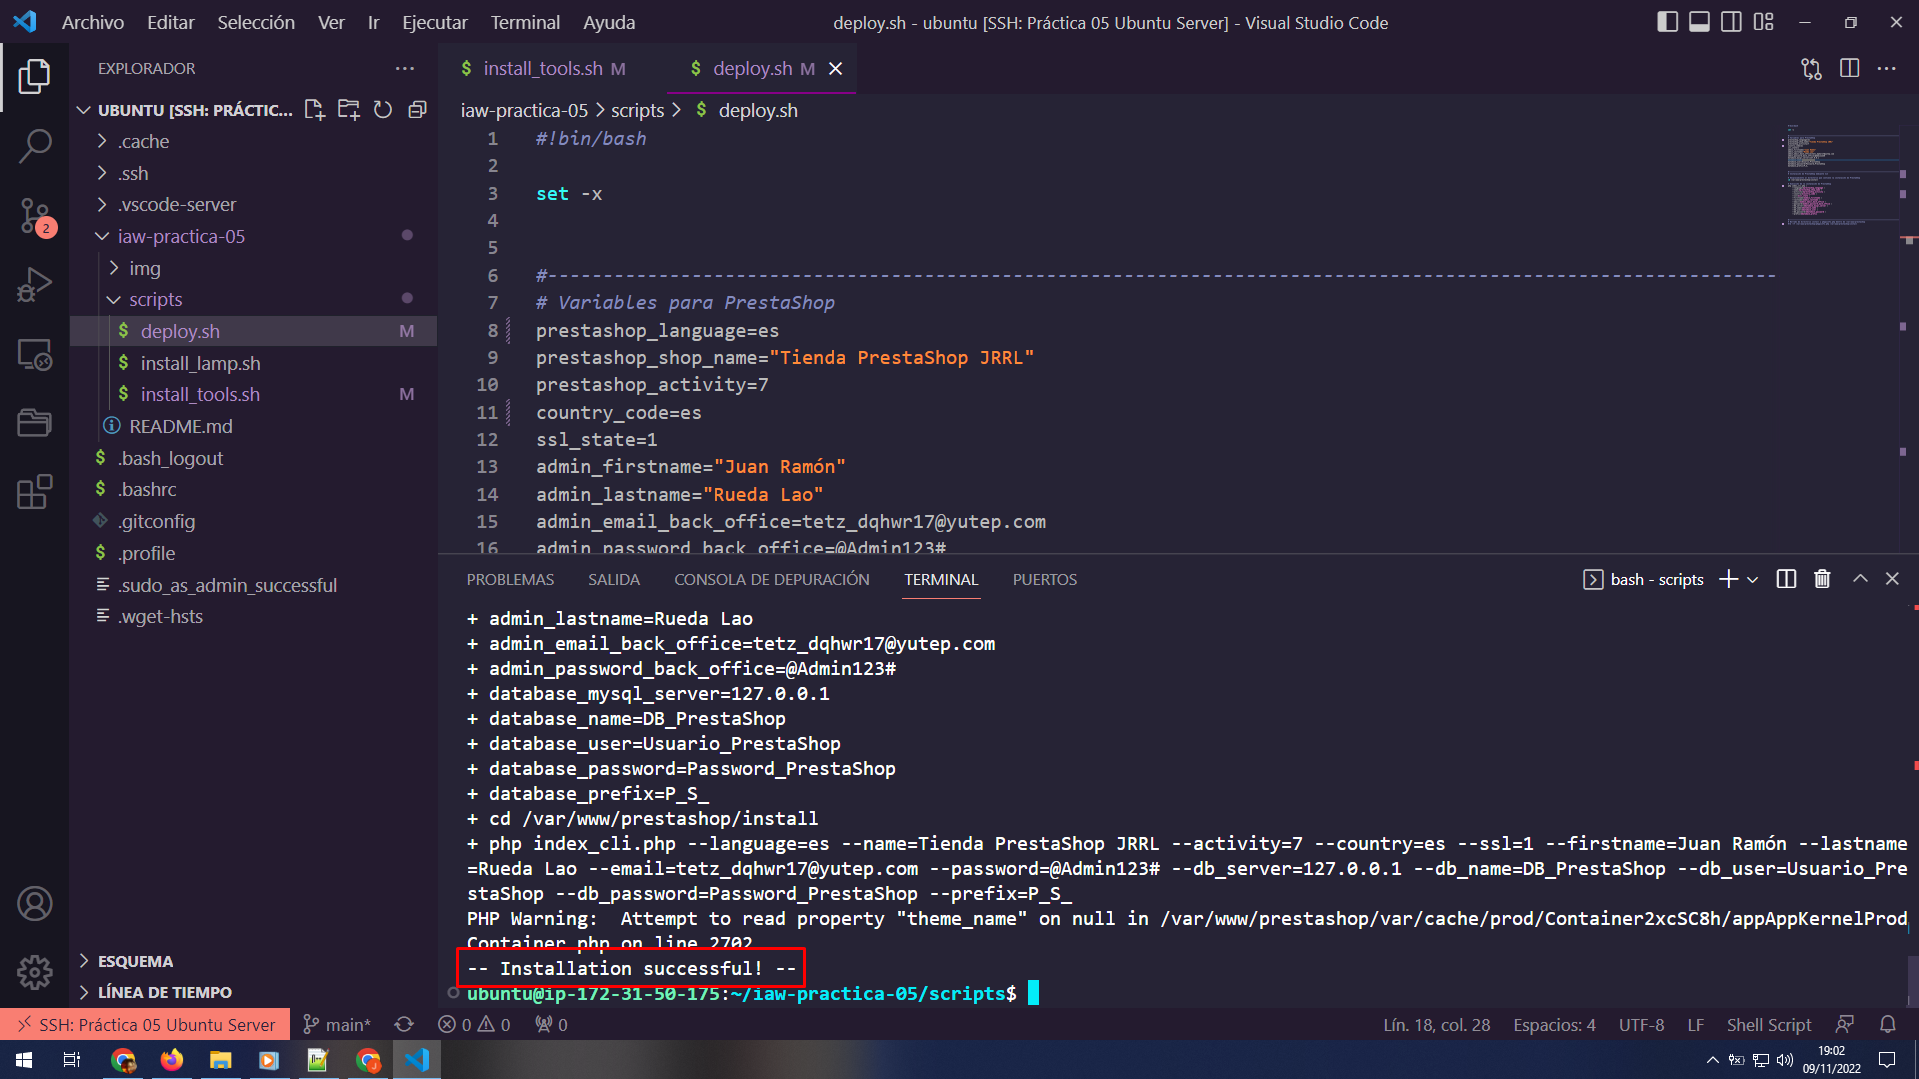 Archivo Editar Selección Ver Ir Ejecutar Terminal Ayuda
deploy.sh - ubuntu [SSH: Práctica 05 Ubuntu Server] - Visual Studio Code
EXPLORADOR
UBUNTU [SSH: PRÁCTIC...
.cache
.ssh
.vscode-server
iaw-practica-05
img
scripts
$ deploy.sh M
$ install_lamp.sh
$ install_tools.sh M
README.md
$ .bash_logout
$ .bashrc
.gitconfig
$ .profile
.sudo_as_admin_successful
.wget-hsts
ESQUEMA
LÍNEA DE TIEMPO
2
$ install_tools.sh M
$ deploy.sh M
iaw-practica-05 > scripts > $ deploy.sh
1 #!bin/bash
2
3 set -x
4
5
6 #---------------------------------------------------------------------------------------------------------------
7 # Variables para PrestaShop
8 prestashop_language=es
9 prestashop_shop_name="Tienda PrestaShop JRRL"
10 prestashop_activity=7
11 country_code=es
12 ssl_state=1
13 admin_firstname="Juan Ramón"
14 admin_lastname="Rueda Lao"
15 admin_email_back_office=tetz_dqhwr17@yutep.com
16 admin_password_back_office=@Admin123#
PROBLEMAS SALIDA CONSOLA DE DEPURACIÓN TERMINAL PUERTOS
bash - scripts
+ admin_lastname=Rueda Lao
+ admin_email_back_office=tetz_dqhwr17@yutep.com
+ admin_password_back_office=@Admin123#
+ database_mysql_server=127.0.0.1
+ database_name=DB_PrestaShop
+ database_user=Usuario_PrestaShop
+ database_password=Password_PrestaShop
+ database_prefix=P_S_
+ cd /var/www/prestashop/install
+ php index_cli.php --language=es --name=Tienda PrestaShop JRRL --activity=7 --country=es --ssl=1 --firstname=Juan Ramón --lastname
=Rueda Lao --email=tetz_dqhwr17@yutep.com --password=@Admin123# --db_server=127.0.0.1 --db_name=DB_PrestaShop --db_user=Usuario_Pre
staShop --db_password=Password_PrestaShop --prefix=P_S_
PHP Warning:  Attempt to read property "theme_name" on null in /var/www/prestashop/var/cache/prod/Container2xcSC8h/appAppKernelProd
Container.php on line 2702
-- Installation successful! --
ubuntu@ip-172-31-50-175:~/iaw-practica-05/scripts$
SSH: Práctica 05 Ubuntu Server main* 0 0 0
Lín. 18, col. 28 Espacios: 4 UTF-8 LF Shell Script
19:02
09/11/2022